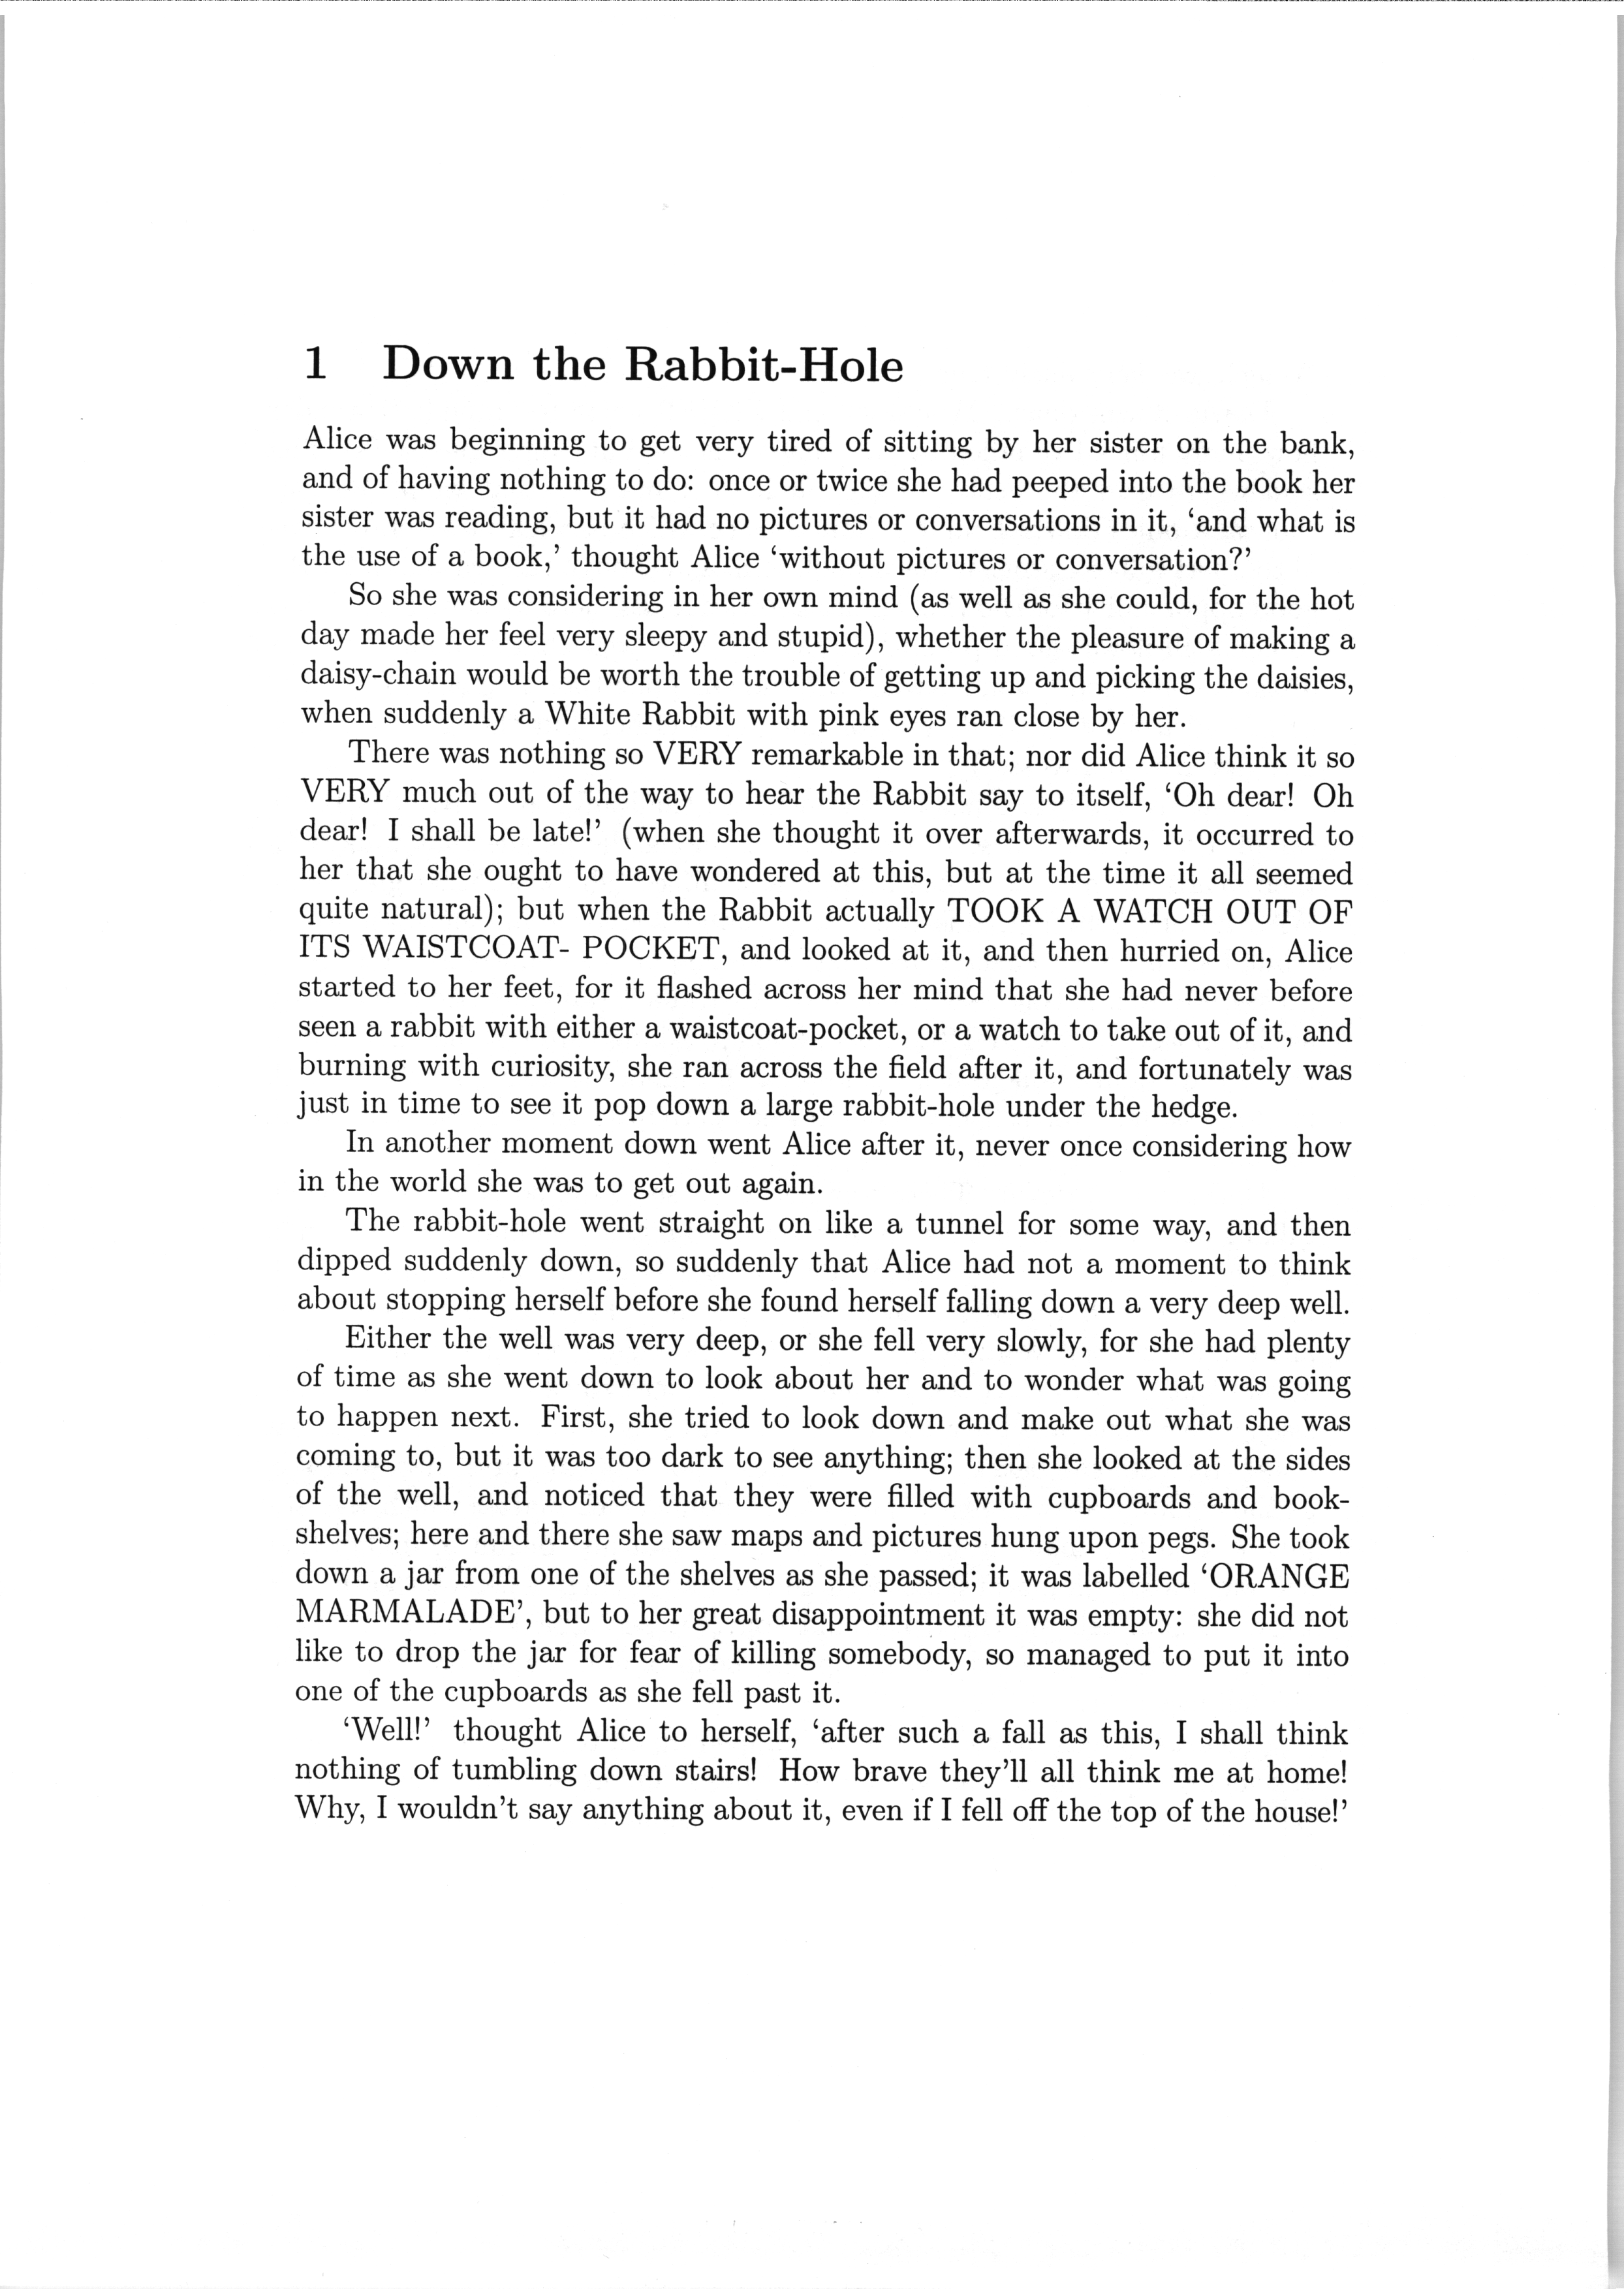 1 Down the Rabbit-Hole
Alice was beginning to get very tired of sitting by her sister on the bank,
and of having nothing to do: once or twice she had peeped into the book her
sister was reading, but it had no pictures or conversations in it, ‘and what is
the use of a book,’ thought Alice ‘without pictures or conversation?’
So she was considering in her own mind (as well as she could, for the hot
day made her feel very sleepy and stupid), whether the pleasure of making a
daisy-chain would be worth the trouble of getting up and picking the daisies,
when suddenly a White Rabbit with pink eyes ran close by her.
There was nothing so VERY remarkable in that; nor did Alice think it so
VERY much out of the way to hear the Rabbit say to itself, ‘Oh dear! Oh
dear! I shall be late!’ (when she thought it over afterwards, it occurred to
her that she ought to have wondered at this, but at the time it all seemed
quite natural); but when the Rabbit actually TOOK A WATCH OUT OF
ITS WAISTCOAT- POCKET, and looked at it, and then hurried on, Alice
started to her feet, for it flashed across her mind that she had never before
seen a rabbit with either a waistcoat-pocket, or a watch to take out of it, and
burning with curiosity, she ran across the field after it, and fortunately was
just in time to see it pop down a large rabbit-hole under the hedge.
In another moment down went Alice after it, never once considering how
in the world she was to get out again.
The rabbit-hole went straight on like a tunnel for some way, and then
dipped suddenly down, so suddenly that Alice had not a moment to think
about stopping herself before she found herself falling down a very deep well.
Either the well was very deep, or she fell very slowly, for she had plenty
of time as she went down to look about her and to wonder what was going
to happen next. First, she tried to look down and make out what she was
coming to, but it was too dark to see anything; then she looked at the sides
of the well, and noticed that they were filled with cupboards and book-
shelves; here and there she saw maps and pictures hung upon pegs. She took
down a jar from one of the shelves as she passed; it was labelled ‘ORANGE
MARMALADE’, but to her great disappointment it was empty: she did not
like to drop the jar for fear of killing somebody, so managed to put it into
one of the cupboards as she fell past it.
‘Well!’ thought Alice to herself, ‘after such a fall as this, I shall think
nothing of tumbling down stairs! How brave they’ll all think me at home!
Why, I wouldn’t say anything about it, even if I fell off the top of the house!’